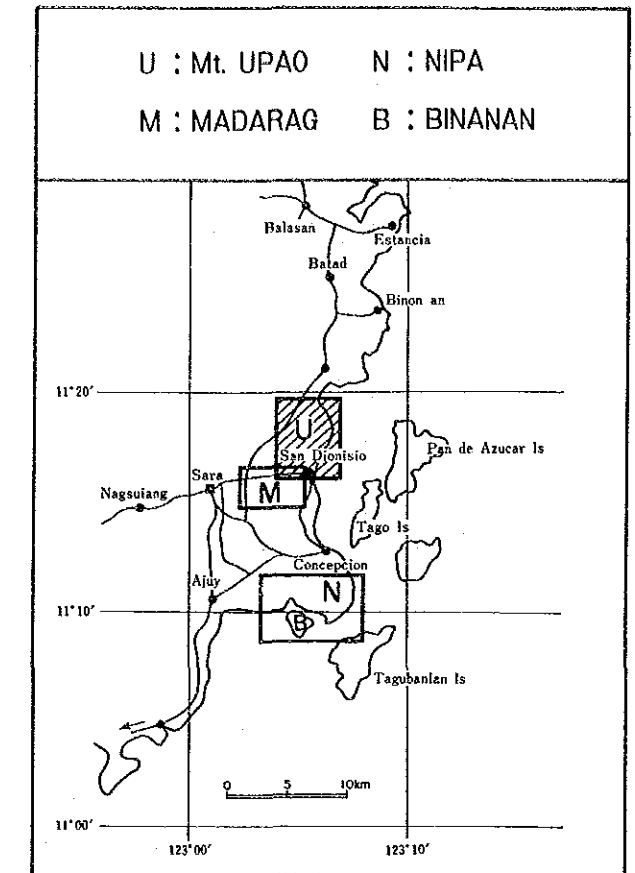 U : Mt. UPAO N : NIPA
M : MADARAG B : BINANAN
Balasan
Estancia
Batad
Binon an
11°20'
U
San Dionisio
Pan de Azucar Is
Sara
M
Nagsuiang
Tago Is
Concepcion
Ajuy
N
11°10'
B
Tagubanlan Is
0 5 10km
11°00'
123°00' 123°10'